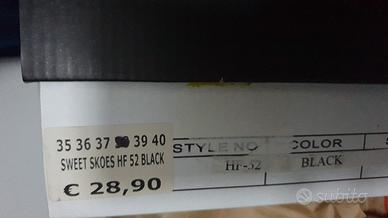 35 36 37 39 40
SWEET SKOES HF 52 BLACK
€ 28,90
STYLE NO COLOR
HF-52 BLACK
subito